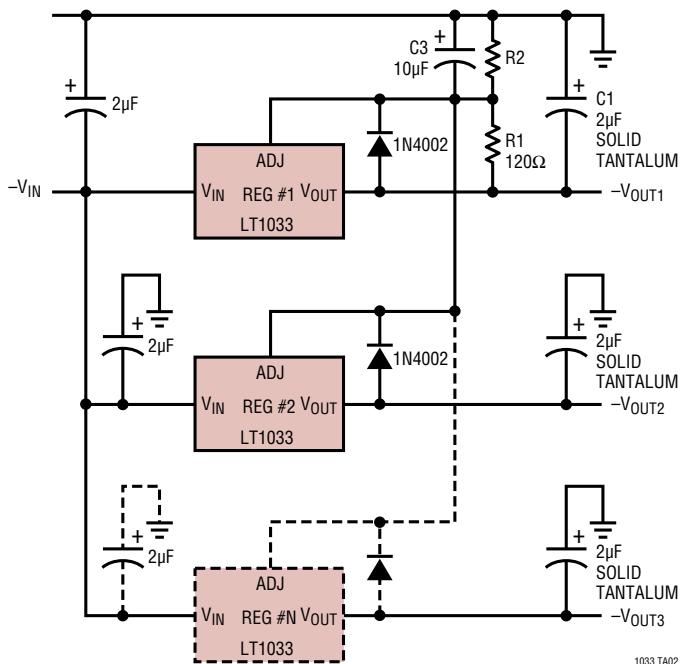 C3
10µF
R2
2µF
C1
2µF
SOLID
TANTALUM
1N4002
R1
120Ω
ADJ
–VIN
VIN REG #1 VOUT
LT1033
–VOUT1
2µF
1N4002
2µF
SOLID
TANTALUM
ADJ
VIN REG #2 VOUT
LT1033
–VOUT2
2µF
2µF
SOLID
TANTALUM
ADJ
VIN REG #N VOUT
LT1033
–VOUT3
1033 TA02